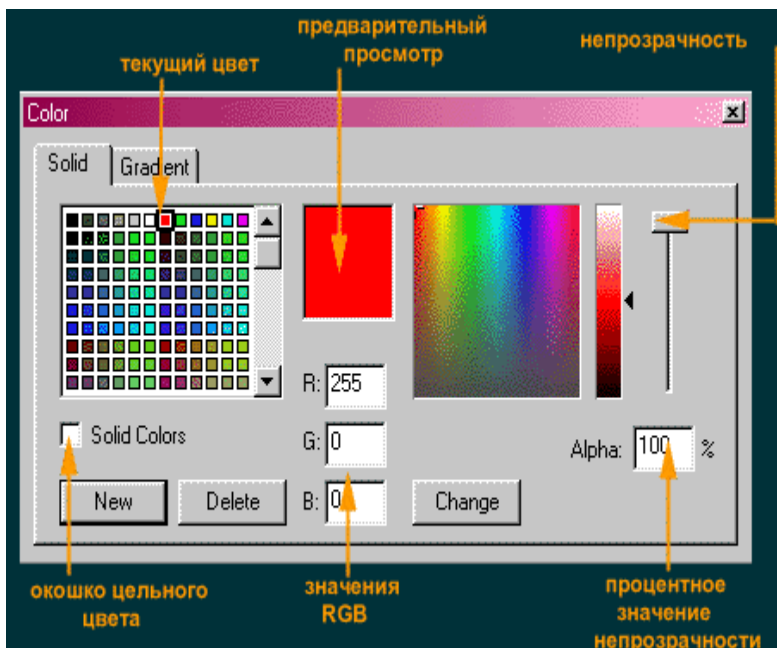 предварительный
просмотр
непрозрачность
текущий цвет
Color
Solid
Gradient
R: 255
Solid Colors
G: 0
Alpha: 100 %
New
Delete
B: 0
Change
окошко цельного
цвета
значения
RGB
процентное
значение
непрозрачности